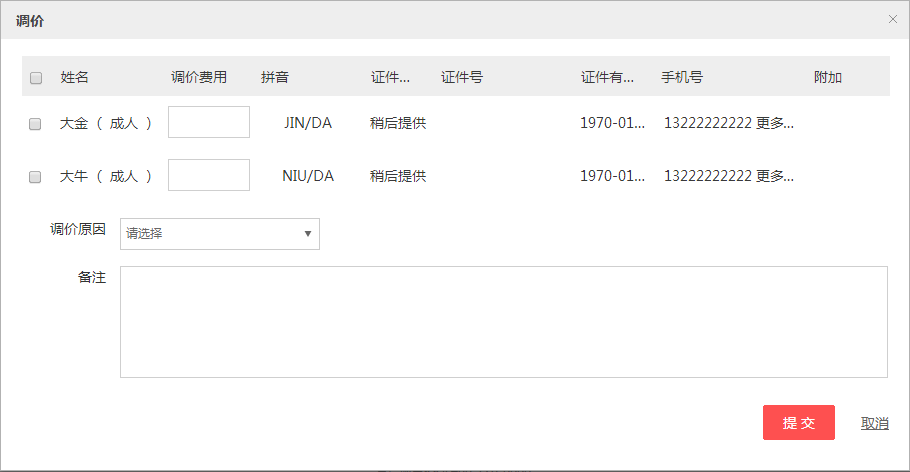 调价
姓名 调价费用 拼音 证件... 证件号 证件有... 手机号 附加
大金（ 成人 ） JIN/DA 稍后提供 1970-01... 13222222222 更多...
大牛（ 成人 ） NIU/DA 稍后提供 1970-01... 13222222222 更多...
调价原因 请选择
备注
提 交 取消